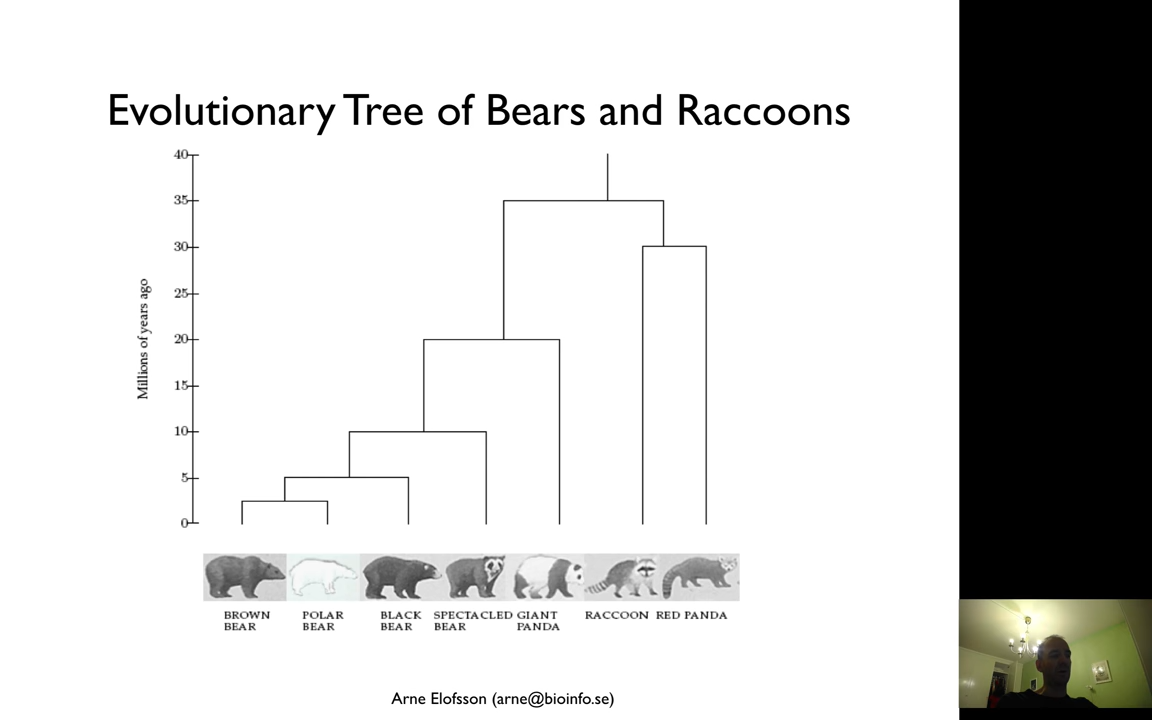 Evolutionary Tree of Bears and Raccoons
40
35
30
25
20
15
10
5
0
Millions of years ago
BROWN BEAR
POLAR BEAR
BLACK BEAR
SPECTACLED BEAR
GIANT PANDA
RACCOON
RED PANDA
Arne Elofsson (arne@bioinfo.se)